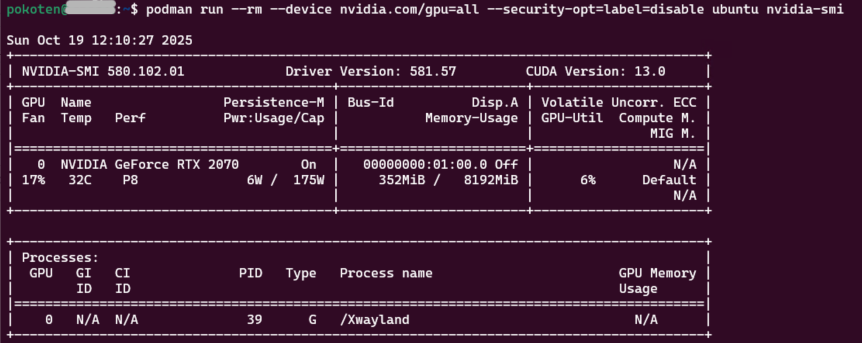 pokoten@ :~$ podman run --rm --device nvidia.com/gpu=all --security-opt=label=disable ubuntu nvidia-smi
Sun Oct 19 12:10:27 2025
NVIDIA-SMI 580.102.01 Driver Version: 581.57 CUDA Version: 13.0
GPU Name Persistence-M | Bus-Id Disp.A | Volatile Uncorr. ECC
Fan Temp Perf Pwr:Usage/Cap | Memory-Usage | GPU-Util Compute M.
MIG M.
0 NVIDIA GeForce RTX 2070 On | 00000000:01:00.0 Off | N/A
17% 32C P8 6W / 175W | 352MiB / 8192MiB | 6% Default
N/A
Processes:
GPU GI CI PID Type Process name GPU Memory
ID ID Usage
0 N/A N/A 39 G /Xwayland N/A